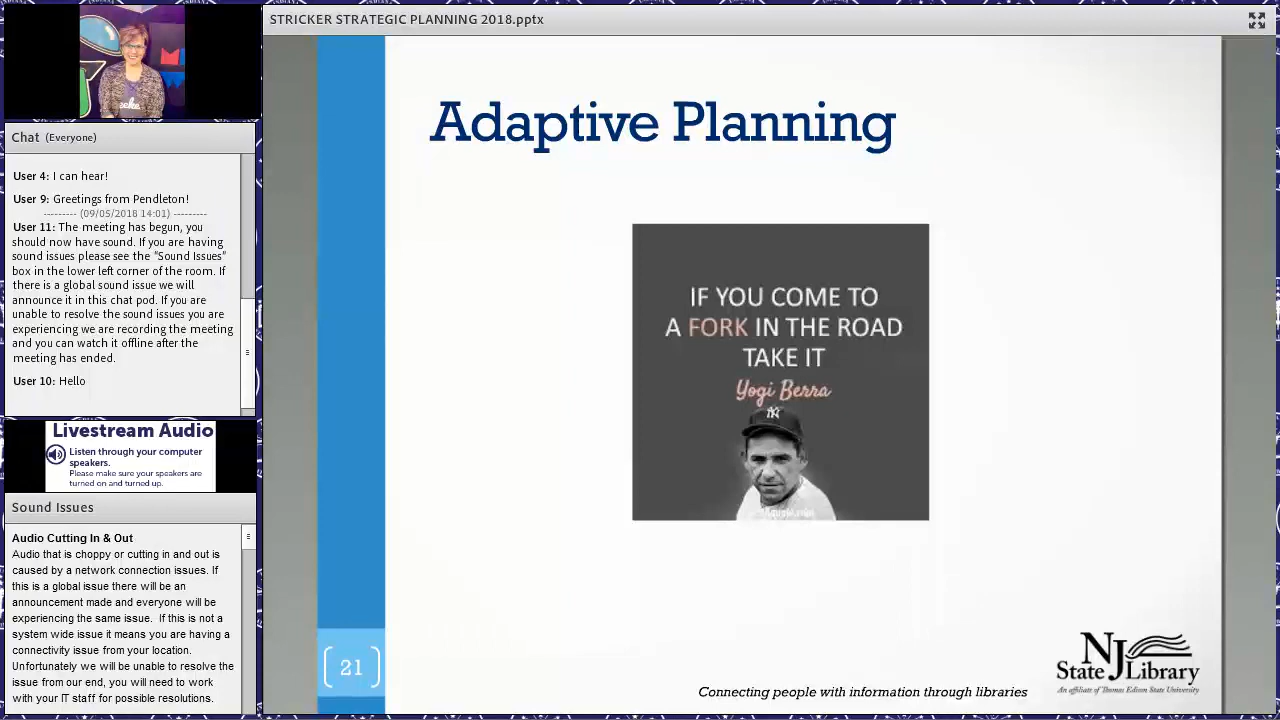 STRICKER STRATEGIC PLANNING 2018.pptx
Chat (Everyone)
User 4: I can hear!
User 9: Greetings from Pendleton!
--------- (09/05/2018 14:01) ---------
User 11: The meeting has begun, you
should now have sound. If you are having
sound issues please see the "Sound Issues"
box in the lower left corner of the room. If
there is a global sound issue we will
announce it in this chat pod. If you are
unable to resolve the sound issues you are
experiencing we are recording the meeting
and you can watch it offline after the
meeting has ended.
User 10: Hello
Livestream Audio
Listen through your computer
speakers.
Please make sure your speakers are
turned on and turned up.
Sound Issues
Audio Cutting In & Out
Audio that is choppy or cutting in and out is
caused by a network connection issues. If
this is a global issue there will be an
announcement made and everyone will be
experiencing the same issue. If this is not a
system wide issue it means you are having a
connectivity issue from your location.
Unfortunately we will be unable to resolve the
issue from our end, you will need to work
with your IT staff for possible resolutions.
Adaptive Planning
IF YOU COME TO
A FORK IN THE ROAD
TAKE IT
Yogi Berra
NY
21
Connecting people with information through libraries
NJ
State Library
An affiliate of Thomas Edison State University